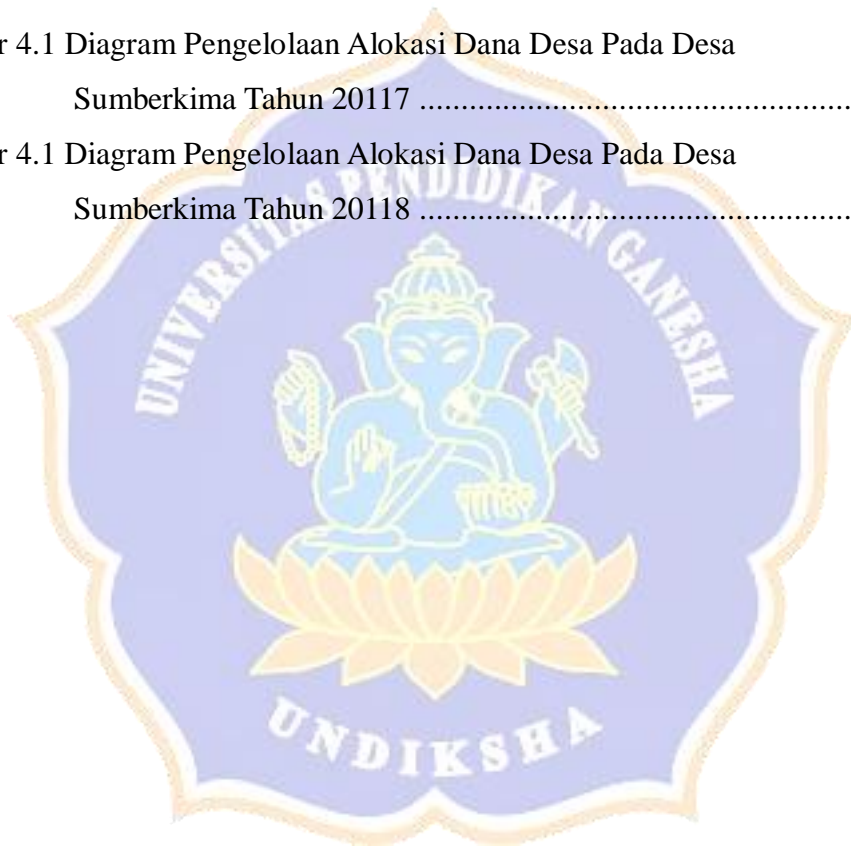 r 4.1 Diagram Pengelolaan Alokasi Dana Desa Pada Desa
Sumberkima Tahun 20117 ................................................................
r 4.1 Diagram Pengelolaan Alokasi Dana Desa Pada Desa
Sumberkima Tahun 20118 ................................................................
UNIVERSITAS PENDIDIKAN GANESHA
UNDIKSHA